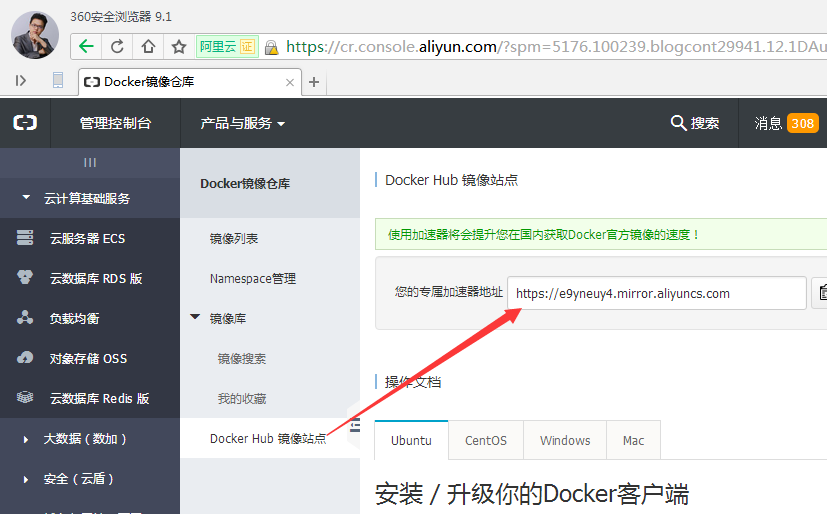 360安全浏览器 9.1
阿里云 证 https://cr.console.aliyun.com/?spm=5176.100239.blogcont29941.12.1DAu
Docker镜像仓库
管理控制台
产品与服务
搜索
消息 308
云计算基础服务
云服务器 ECS
云数据库 RDS 版
负载均衡
对象存储 OSS
云数据库 Redis 版
大数据（数加）
安全（云盾）
Docker镜像仓库
镜像列表
Namespace管理
镜像库
镜像搜索
我的收藏
Docker Hub 镜像站点
Docker Hub 镜像站点
使用加速器将会提升您在国内获取Docker官方镜像的速度！
您的专属加速器地址 https://e9yneuy4.mirror.aliyuncs.com
操作文档
Ubuntu CentOS Windows Mac
安装 / 升级你的Docker客户端